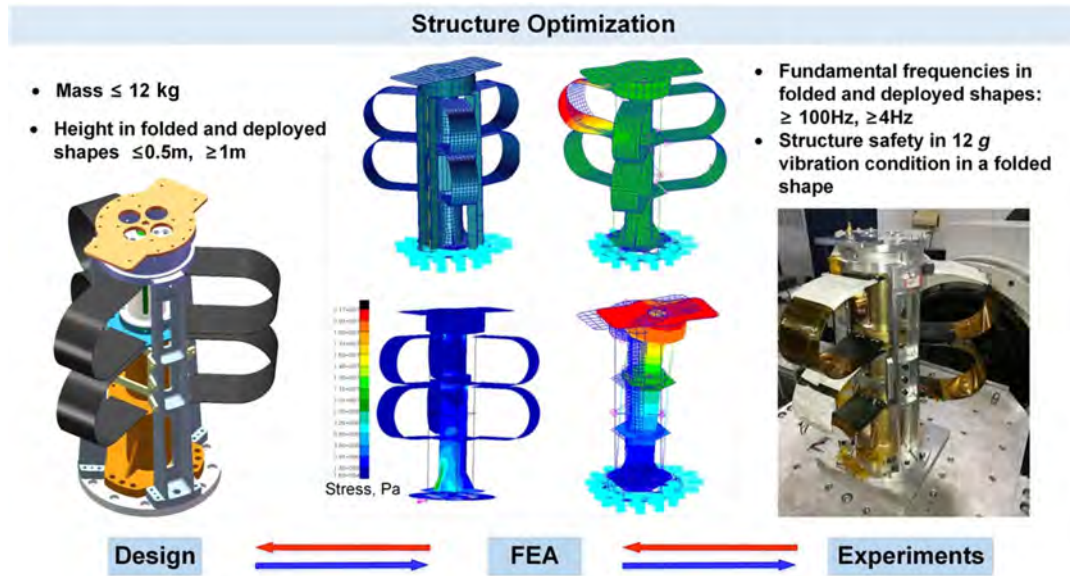 Structure Optimization
• Mass ≤ 12 kg
• Height in folded and deployed
shapes ≤0.5m, ≥1m
• Fundamental frequencies in
folded and deployed shapes:
≥ 100Hz, ≥4Hz
• Structure safety in 12 g
vibration condition in a folded
shape
Stress, Pa
Design
FEA
Experiments